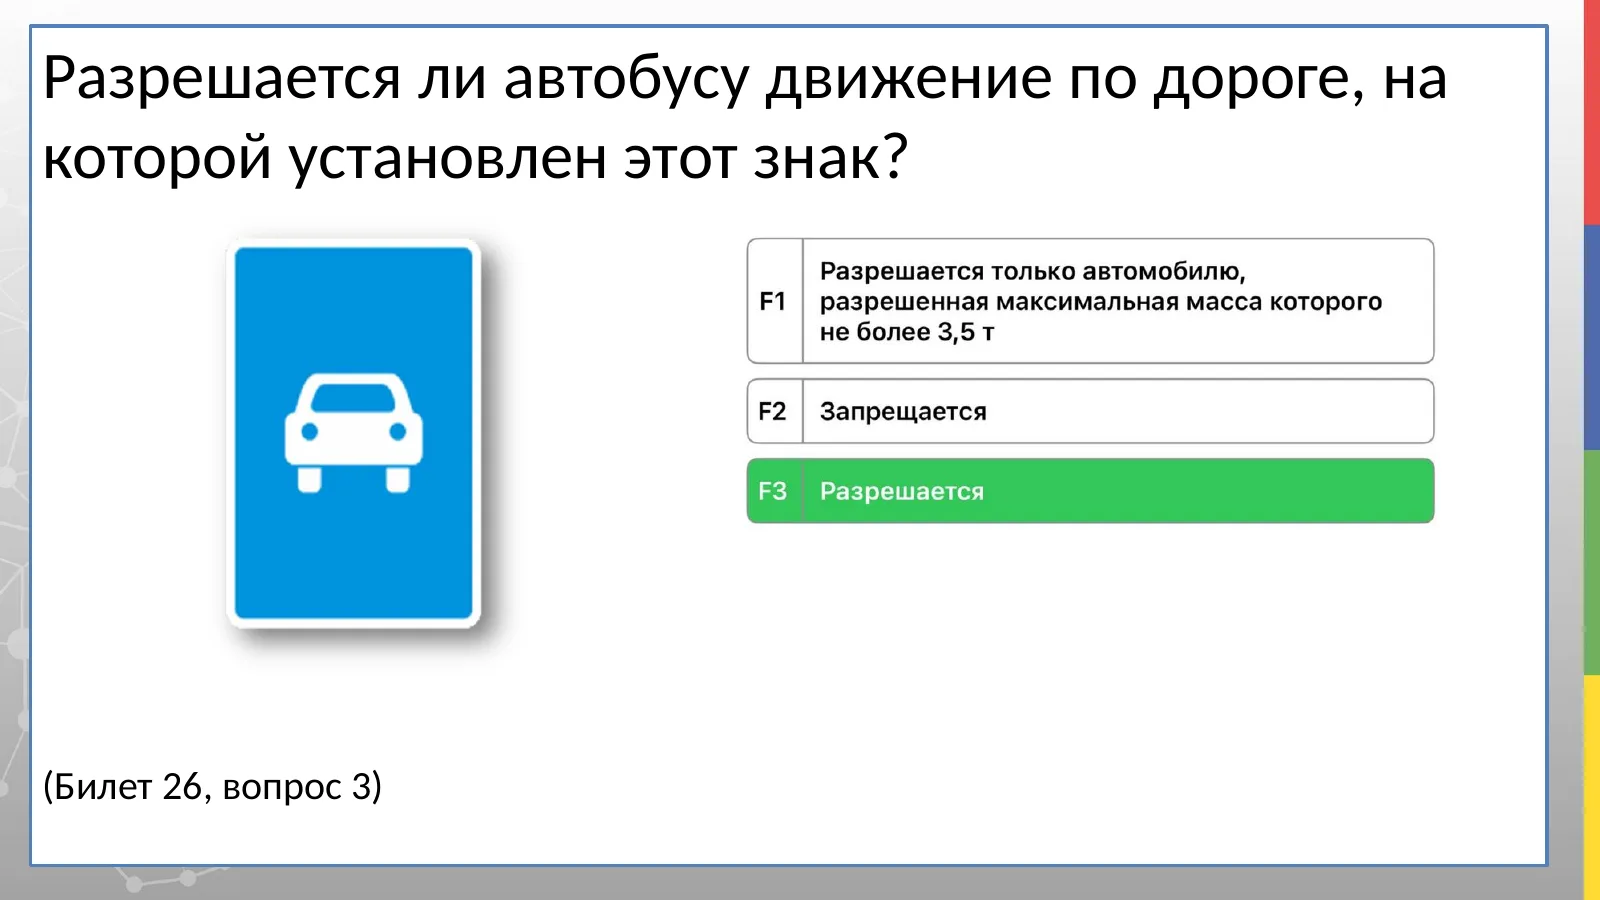 Разрешается ли автобусу движение по дороге, на
которой установлен этот знак?
F1
Разрешается только автомобилю,
разрешенная максимальная масса которого
не более 3,5 т
F2
Запрещается
F3
Разрешается
(Билет 26, вопрос 3)